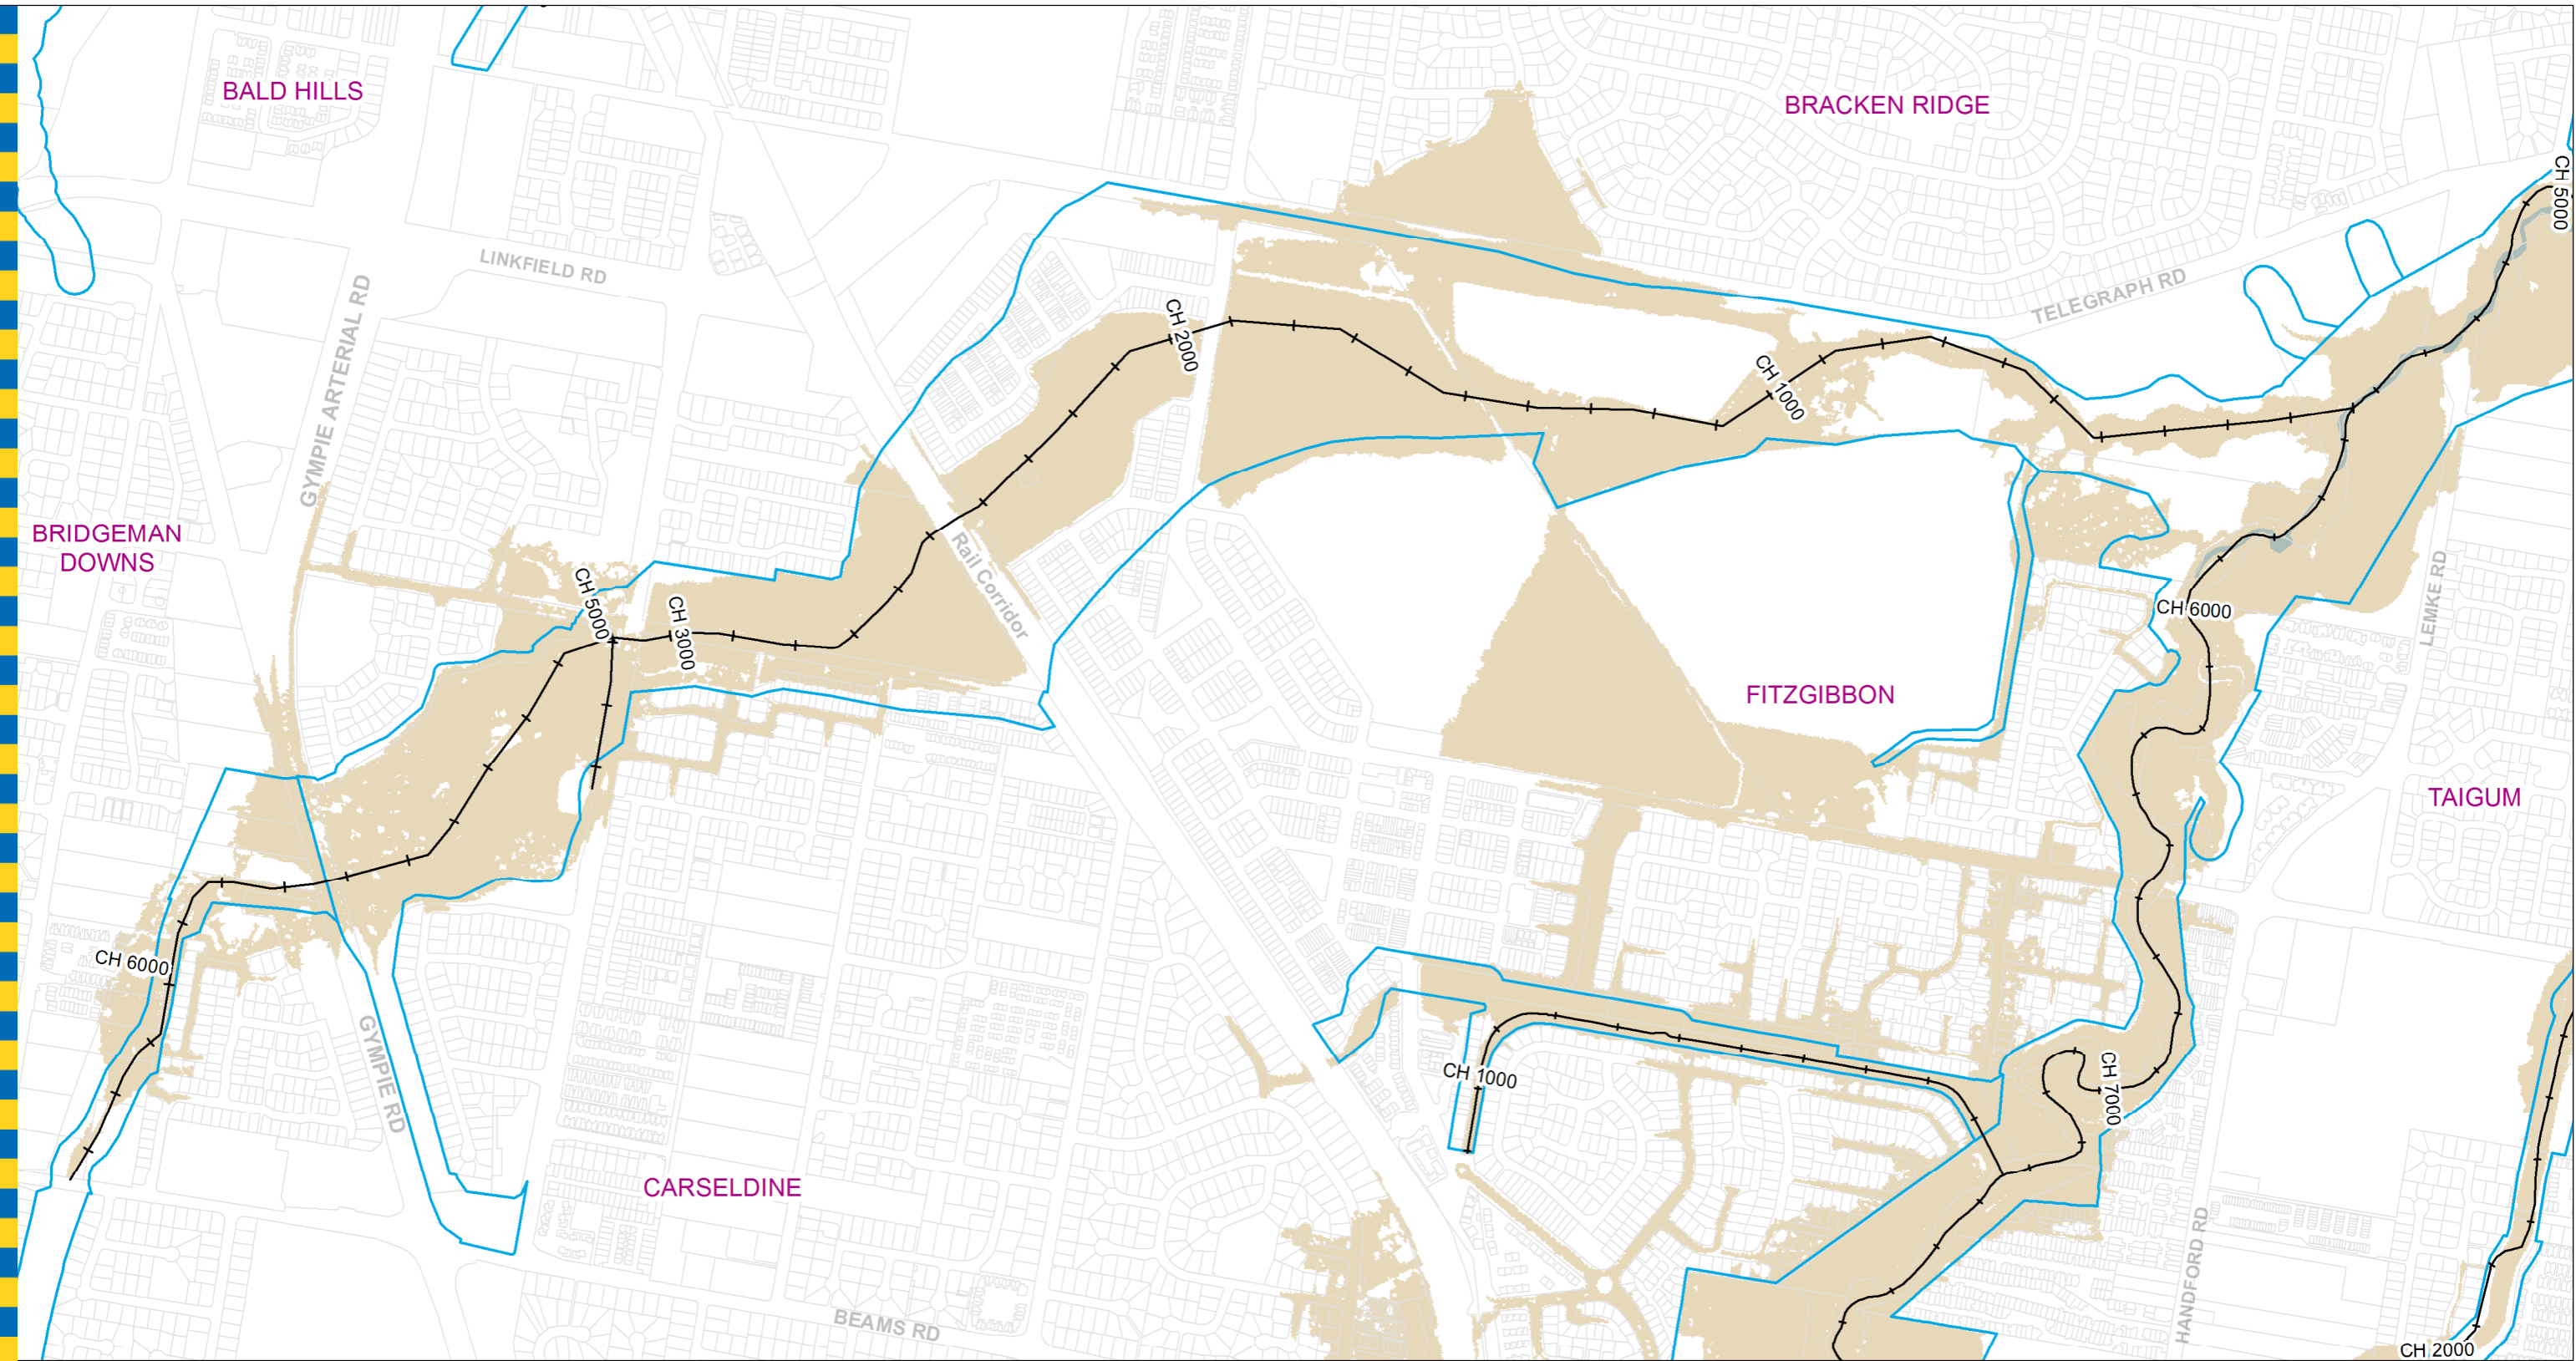 BALD HILLS
BRACKEN RIDGE
CH 5000
LINKFIELD RD
TELEGRAPH RD
GYMPIE ARTERIAL RD
CH 2000
CH 1000
BRIDGEMAN
DOWNS
Rail Corridor
CH 5000
CH 3000
CH 6000
LEMKE RD
FITZGIBBON
TAIGUM
CH 6000
GYMPIE RD
CH 1000
CH 7000
CARSELDINE
HANDFORD RD
BEAMS RD
CH 2000